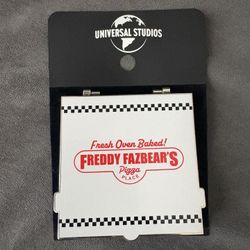 UNIVERSAL STUDIOS
Fresh Oven Baked!
FREDDY FAZBEAR'S
Pizza
PLACE